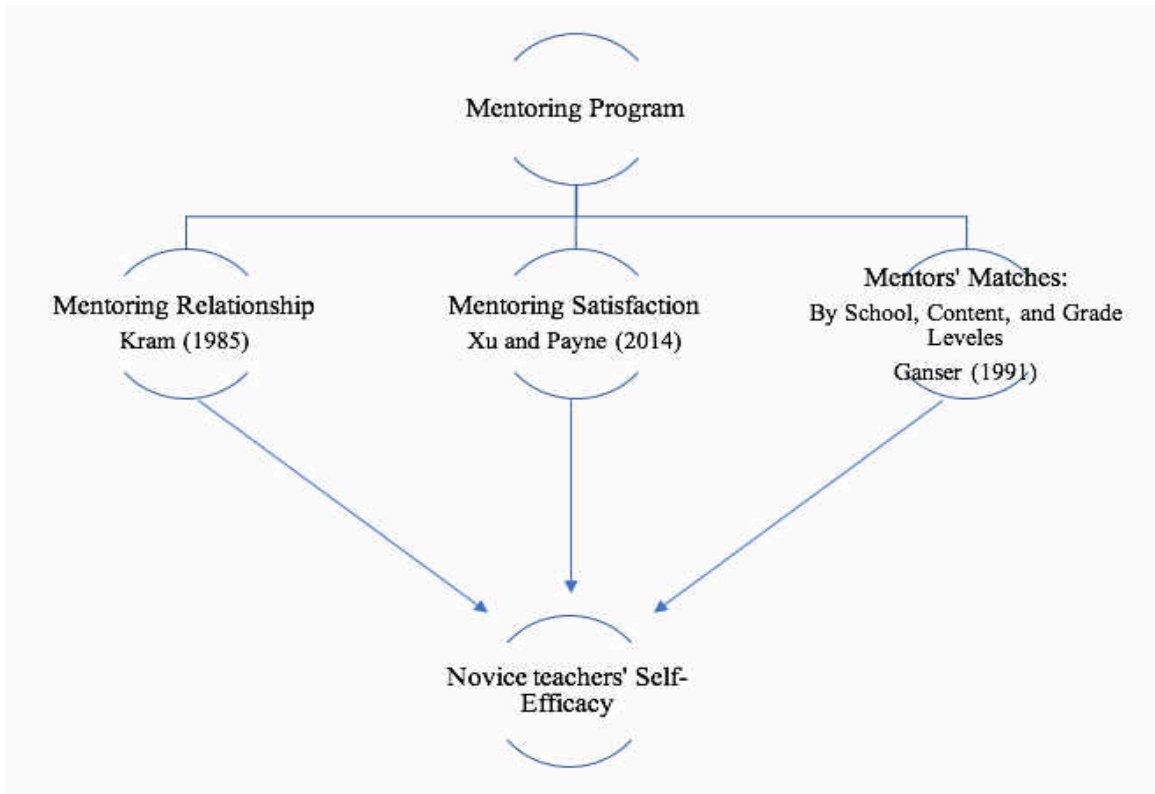 Mentoring Program
Mentoring Relationship
Kram (1985)
Mentoring Satisfaction
Xu and Payne (2014)
Mentors' Matches:
By School, Content, and Grade
Leveles
Ganser (1991)
Novice teachers' Self-
Efficacy